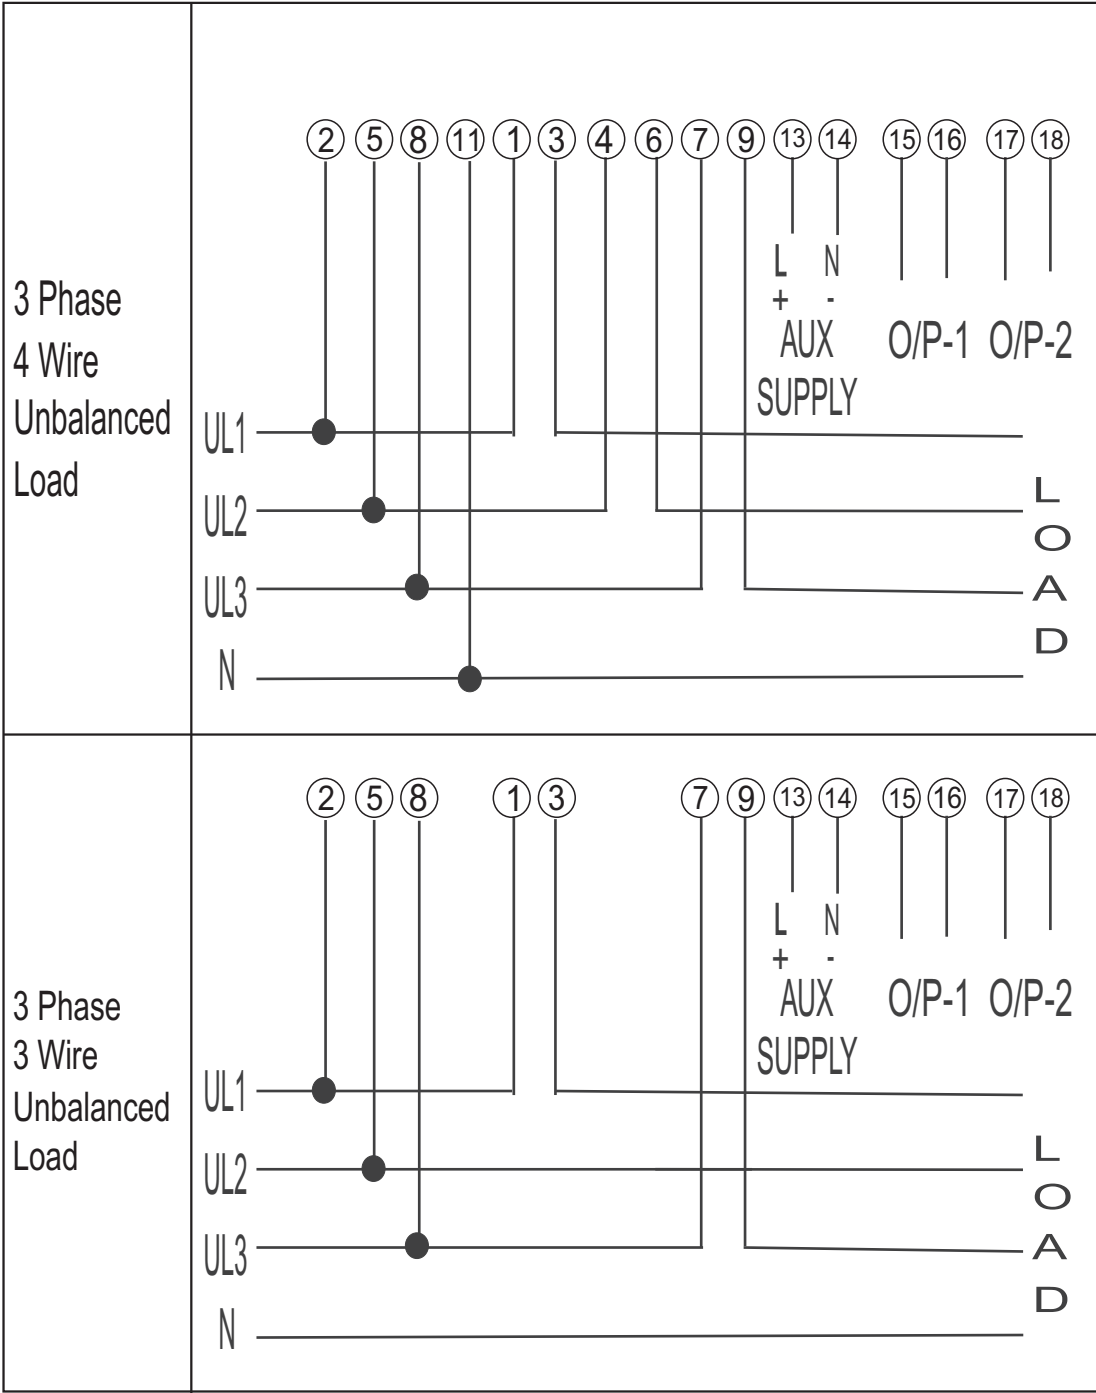 3 Phase
4 Wire
Unbalanced
Load
2 5 8 11 1 3 4 6 7 9 13 14 15 16 17 18
L N
+ -
AUX
SUPPLY
O/P-1 O/P-2
UL1
UL2
UL3
N
L
O
A
D
3 Phase
3 Wire
Unbalanced
Load
2 5 8 1 3 7 9 13 14 15 16 17 18
L N
+ -
AUX
SUPPLY
O/P-1 O/P-2
UL1
UL2
UL3
N
L
O
A
D